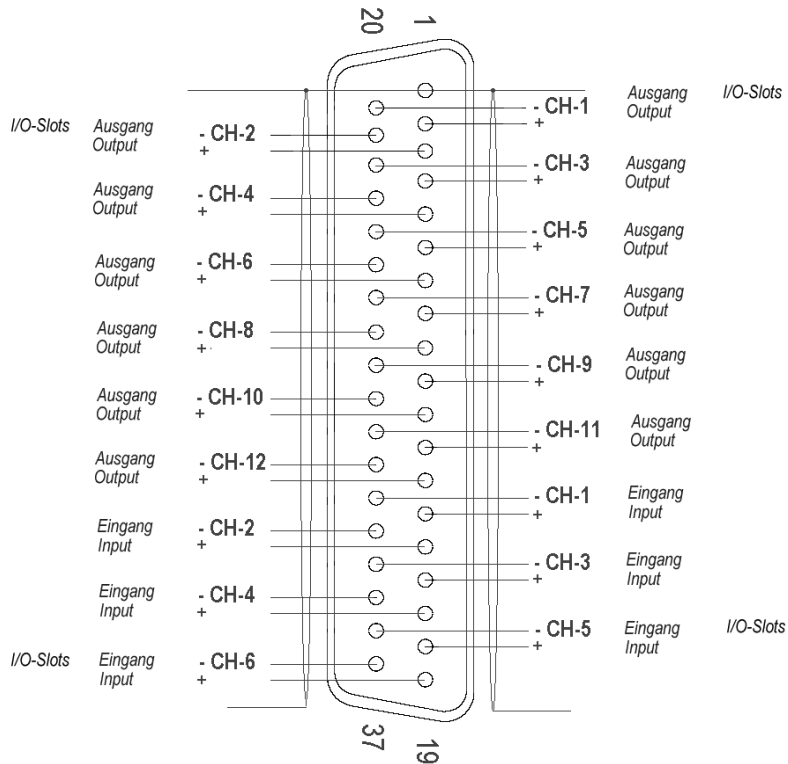 20 1
- CH-1 Ausgang I/O-Slots
+ Output
I/O-Slots Ausgang - CH-2
Output +
- CH-3 Ausgang
+ Output
Ausgang - CH-4
Output +
- CH-5 Ausgang
+ Output
Ausgang - CH-6
Output +
- CH-7 Ausgang
+ Output
Ausgang - CH-8
Output +
- CH-9 Ausgang
+ Output
Ausgang - CH-10
Output +
- CH-11 Ausgang
+ Output
Ausgang - CH-12
Output +
- CH-1 Eingang
+ Input
Eingang - CH-2
Input +
- CH-3 Eingang
+ Input
Eingang - CH-4
Input +
- CH-5 Eingang I/O-Slots
+ Input
I/O-Slots Eingang - CH-6
Input +
37 19